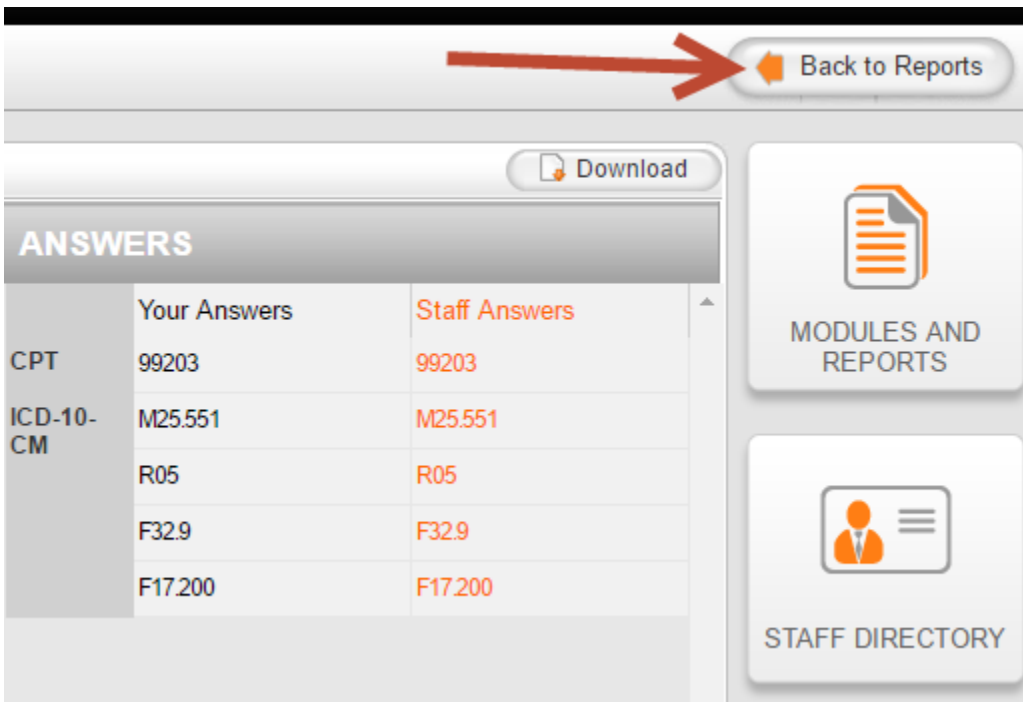 Back to Reports
Download
ANSWERS
Your Answers Staff Answers
CPT 99203 99203
ICD-10-
CM M25.551 M25.551
R05 R05
F32.9 F32.9
F17.200 F17.200
MODULES AND
REPORTS
STAFF DIRECTORY